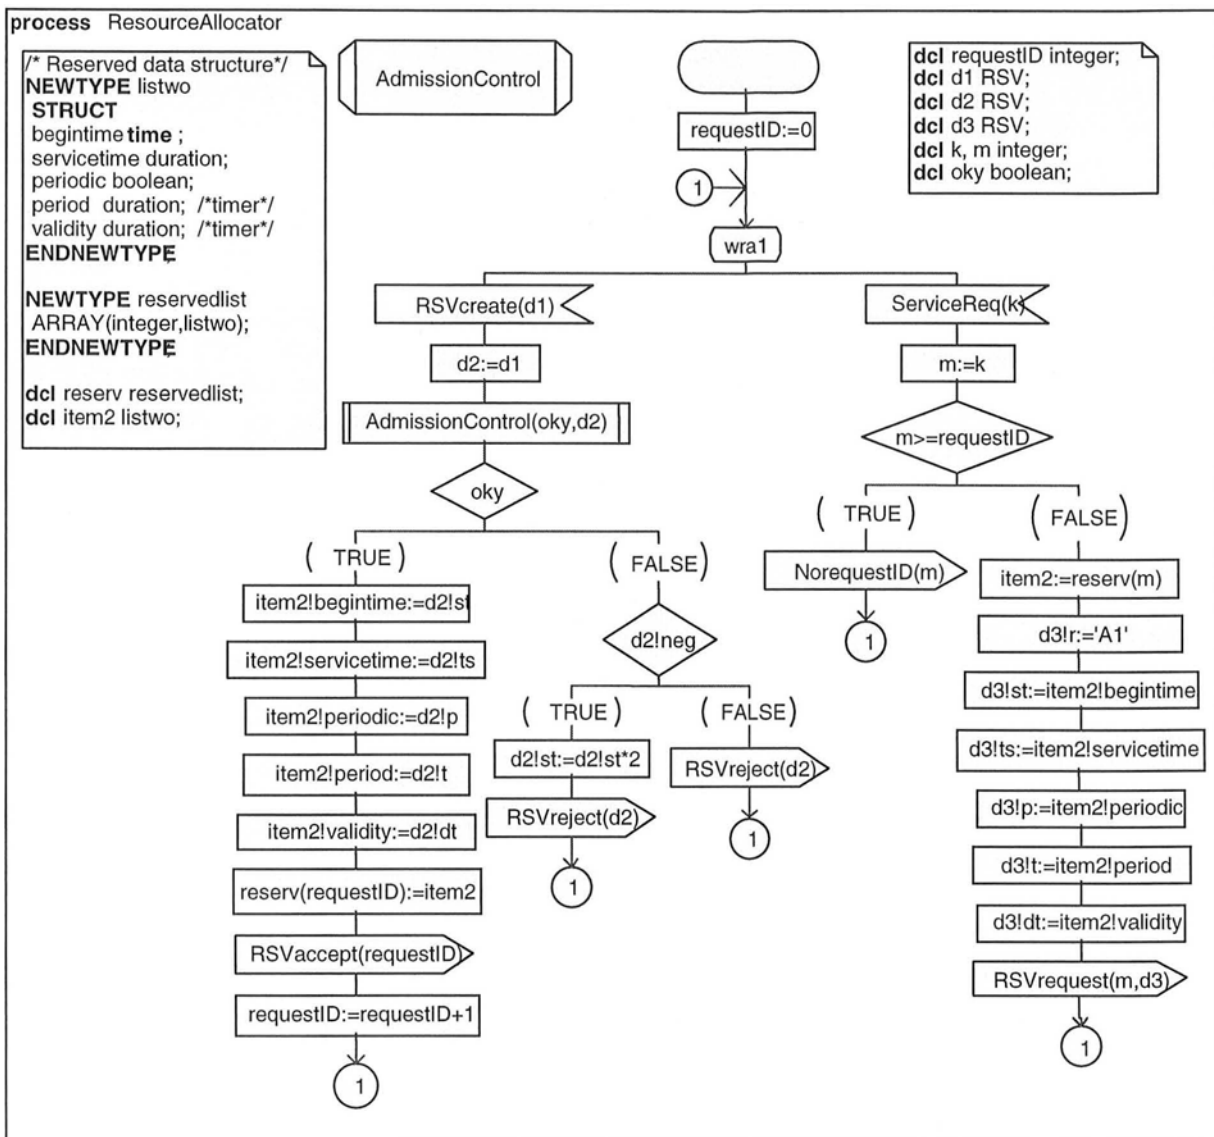 process ResourceAllocator
/* Reserved data structure*/
NEWTYPE listwo
STRUCT
begintime time ;
servicetime duration;
periodic boolean;
period duration; /*timer*/
validity duration; /*timer*/
ENDNEWTYPE;
NEWTYPE reservedlist
ARRAY(integer,listwo);
ENDNEWTYPE;
dcl reserv reservedlist;
dcl item2 listwo;
AdmissionControl
requestID:=0
1
wra1
dcl requestID integer;
dcl d1 RSV;
dcl d2 RSV;
dcl d3 RSV;
dcl k, m integer;
dcl oky boolean;
RSVcreate(d1)
d2:=d1
AdmissionControl(oky,d2)
oky
( TRUE )
item2!begintime:=d2!st
item2!servicetime:=d2!ts
item2!periodic:=d2!p
item2!period:=d2!t
item2!validity:=d2!dt
reserv(requestID):=item2
RSVaccept(requestID)
requestID:=requestID+1
1
( FALSE )
d2!neg
( TRUE )
d2!st:=d2!st*2
RSVreject(d2)
1
( FALSE )
RSVreject(d2)
1
ServiceReq(k)
m:=k
m>=requestID
( TRUE )
NorequestID(m)
1
( FALSE )
item2:=reserv(m)
d3!r:='A1'
d3!st:=item2!begintime
d3!ts:=item2!servicetime
d3!p:=item2!periodic
d3!t:=item2!period
d3!dt:=item2!validity
RSVrequest(m,d3)
1